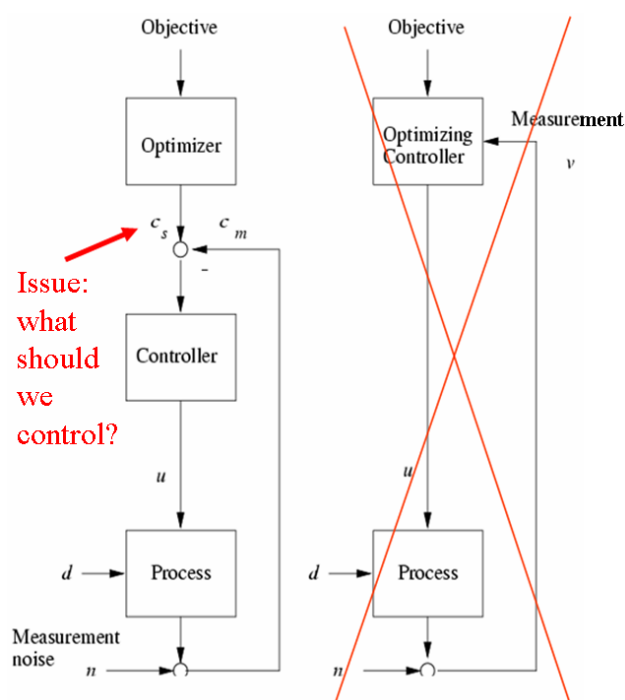 Objective
Optimizer
c s
c m
-
Issue:
what
should
we
control?
Controller
u
d
Process
Measurement
noise
n
Objective
Optimizing
Controller
Measurement
v
u
d
Process
n